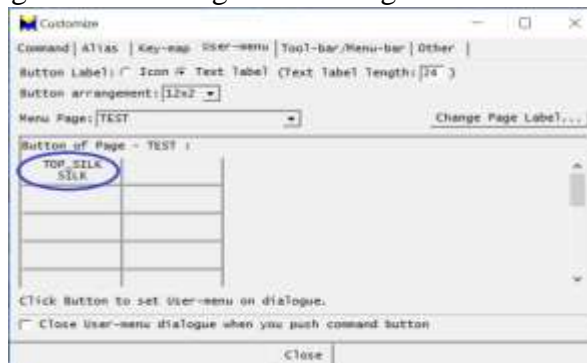 Customize
Command Alias Key-map User-menu Tool-bar/Menu-bar Other
Button Label: Icon Text label (Text label length: 24 )
Button arrangement: 12x2
Menu Page: TEST Change Page Label...
Button of Page - TEST :
TOP_SILK
SILK
Click Button to set User-menu on dialogue.
Close User-menu dialogue when you push command button
Close